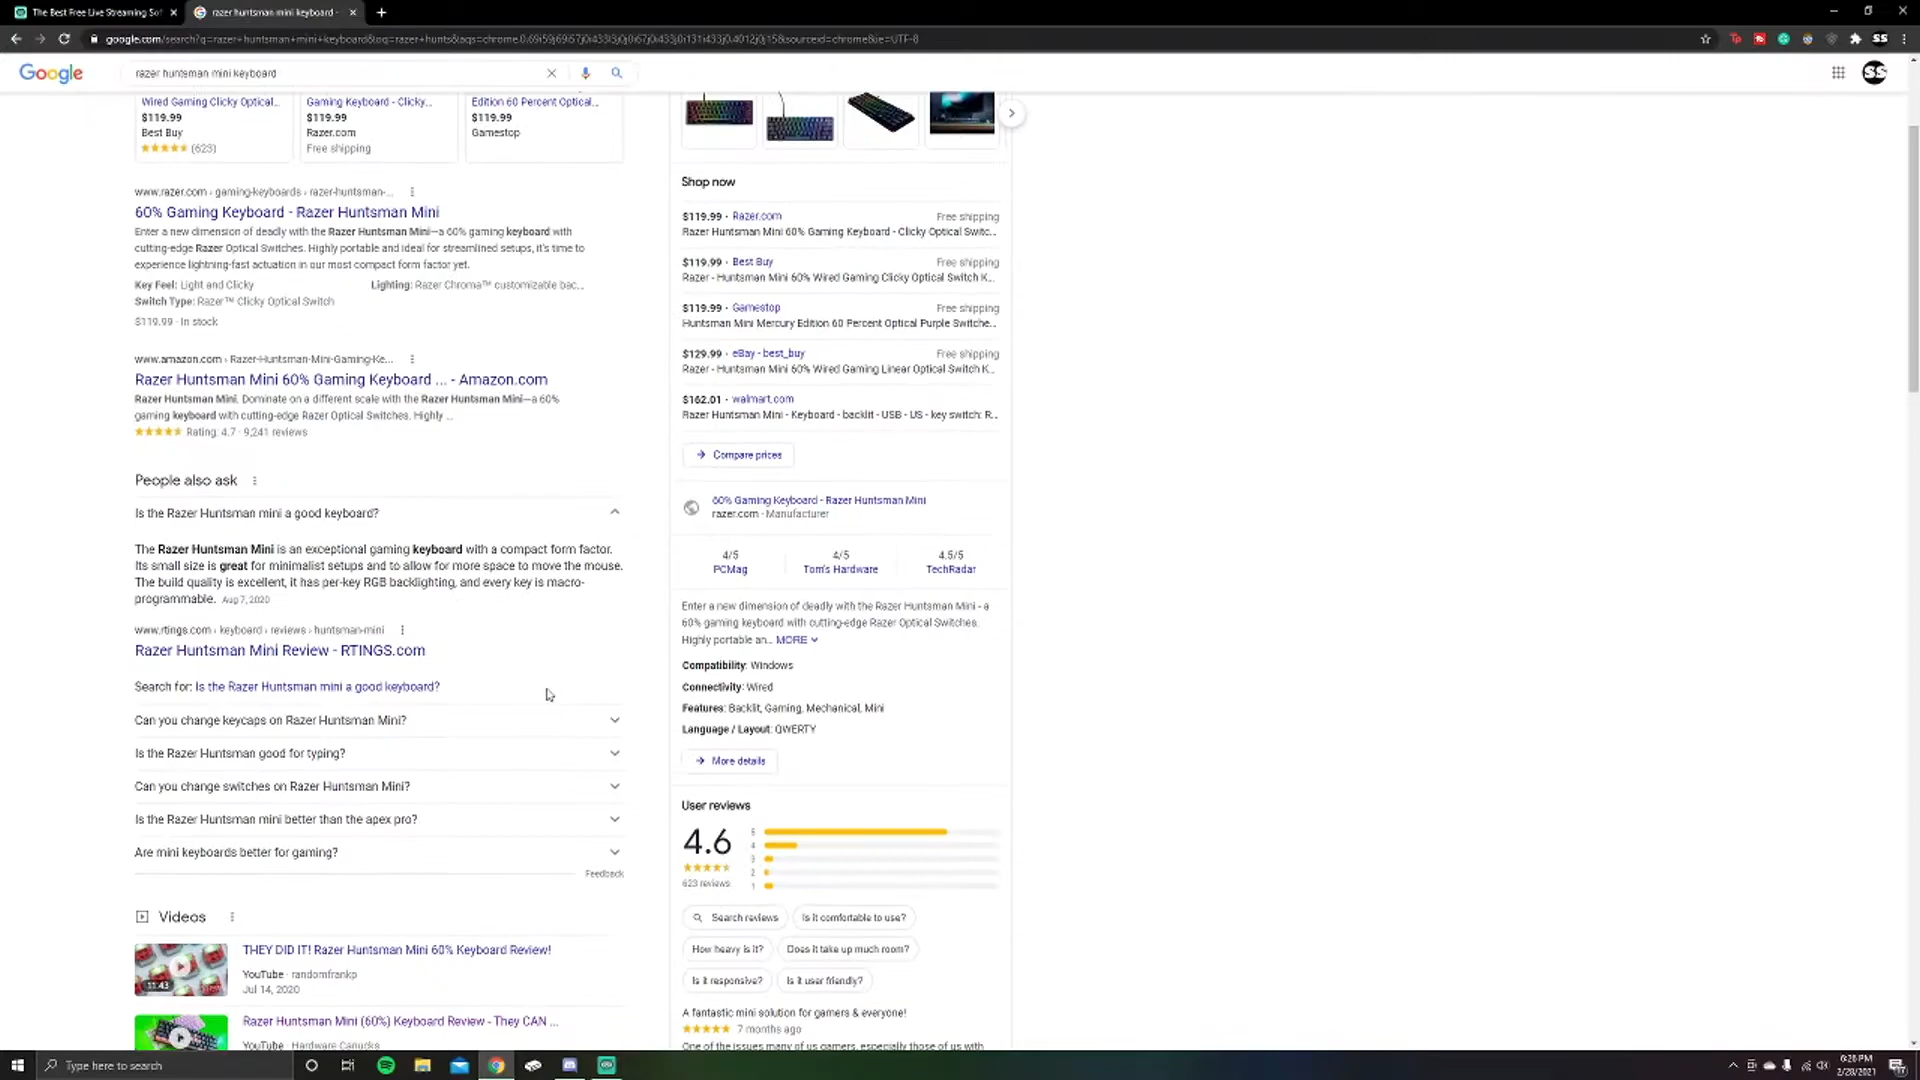 The Best Free Live Streaming Sof
razer huntsman mini keyboard -
google.com/search?q=razer+huntsman+mini+keyboard&oq=razer+hunts&aqs=chrome.0.69i59j69i57j0i433i3j0j0i67j0i433j0i131i433j0.4012j0j15&sourceid=chrome&ie=UTF-8
SS
Google
razer huntsman mini keyboard
SS
Wired Gaming Clicky Optical...
$119.99
Best Buy
(623)
Gaming Keyboard - Clicky...
$119.99
Razer.com
Free shipping
Edition 60 Percent Optical...
$119.99
Gamestop
www.razer.com › gaming-keyboards › razer-huntsman-...
60% Gaming Keyboard - Razer Huntsman Mini
Enter a new dimension of deadly with the Razer Huntsman Mini—a 60% gaming keyboard with
cutting-edge Razer Optical Switches. Highly portable and ideal for streamlined setups, it's time to
experience lightning-fast actuation in our most compact form factor yet.
Key Feel: Light and Clicky
Lighting: Razer Chroma™ customizable bac...
Switch Type: Razer™ Clicky Optical Switch
$119.99 · In stock
www.amazon.com › Razer-Huntsman-Mini-Gaming-Ke...
Razer Huntsman Mini 60% Gaming Keyboard ... - Amazon.com
Razer Huntsman Mini. Dominate on a different scale with the Razer Huntsman Mini—a 60%
gaming keyboard with cutting-edge Razer Optical Switches. Highly ...
Rating: 4.7 · 9,241 reviews
People also ask
Is the Razer Huntsman mini a good keyboard?
The Razer Huntsman Mini is an exceptional gaming keyboard with a compact form factor.
Its small size is great for minimalist setups and to allow for more space to move the mouse.
The build quality is excellent, it has per-key RGB backlighting, and every key is macro-
programmable. Aug 7, 2020
www.rtings.com › keyboard › reviews › huntsman-mini
Razer Huntsman Mini Review - RTINGS.com
Search for: Is the Razer Huntsman mini a good keyboard?
Can you change keycaps on Razer Huntsman Mini?
Is the Razer Huntsman good for typing?
Can you change switches on Razer Huntsman Mini?
Is the Razer Huntsman mini better than the apex pro?
Are mini keyboards better for gaming?
Feedback
Videos
THEY DID IT! Razer Huntsman Mini 60% Keyboard Review!
YouTube · randomfrankp
Jul 14, 2020
11:43
Razer Huntsman Mini (60%) Keyboard Review - They CAN ...
YouTube · Hardware Canucks
Shop now
$119.99 · Razer.com
Free shipping
Razer Huntsman Mini 60% Gaming Keyboard - Clicky Optical Switc...
$119.99 · Best Buy
Free shipping
Razer - Huntsman Mini 60% Wired Gaming Clicky Optical Switch K...
$119.99 · Gamestop
Free shipping
Huntsman Mini Mercury Edition 60 Percent Optical Purple Switche...
$129.99 · eBay - best_buy
Free shipping
Razer - Huntsman Mini 60% Wired Gaming Linear Optical Switch K...
$162.01 · walmart.com
Razer Huntsman Mini - Keyboard - backlit - USB - US - key switch: R...
Compare prices
60% Gaming Keyboard - Razer Huntsman Mini
razer.com · Manufacturer
4/5
PCMag
4/5
Tom's Hardware
4.5/5
TechRadar
Enter a new dimension of deadly with the Razer Huntsman Mini - a
60% gaming keyboard with cutting-edge Razer Optical Switches.
Highly portable an... MORE
Compatibility: Windows
Connectivity: Wired
Features: Backlit, Gaming, Mechanical, Mini
Language / Layout: QWERTY
More details
User reviews
4.6
623 reviews
5
4
3
2
1
Search reviews
Is it comfortable to use?
How heavy is it?
Does it take up much room?
Is it responsive?
Is it user friendly?
A fantastic mini solution for gamers & everyone!
7 months ago
One of the issues many of us gamers, especially those of us with
Type here to search
6:26 PM
2/28/2021